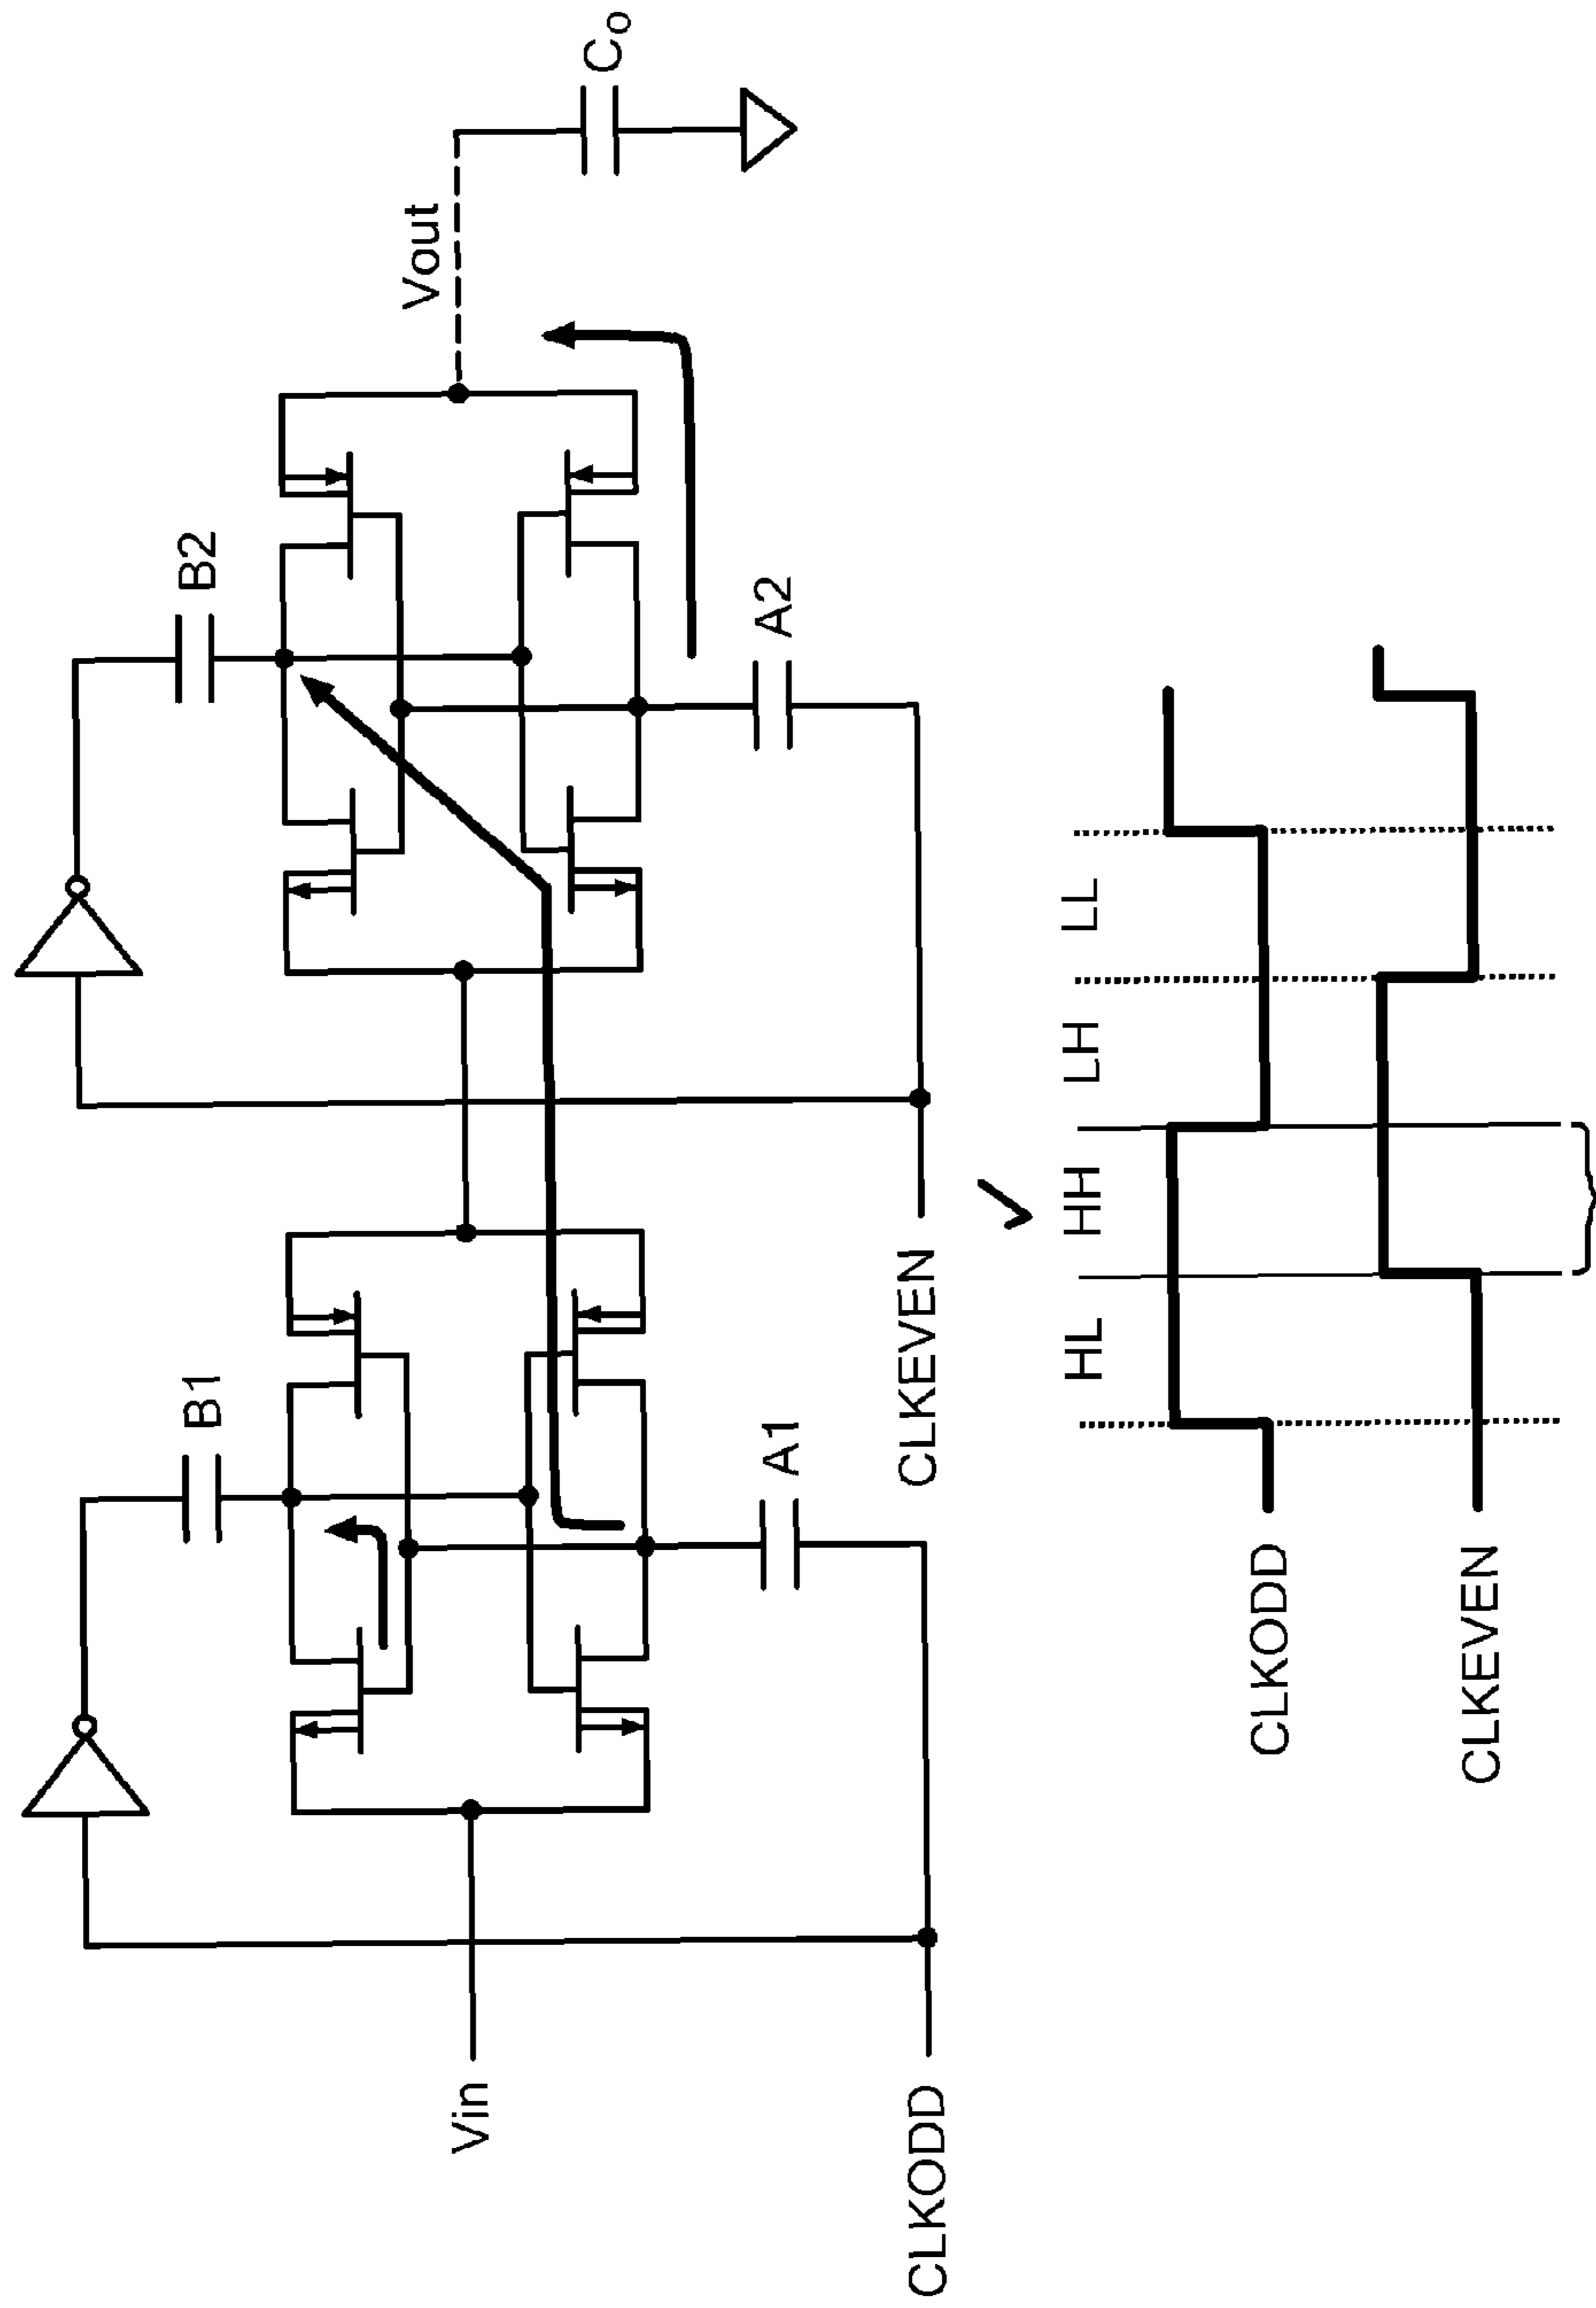 B1
B2
Vin
Vout
Co
A1
A2
CLKODD
CLKEVEN
HL
HH
LH
LL
CLKODD
CLKEVEN